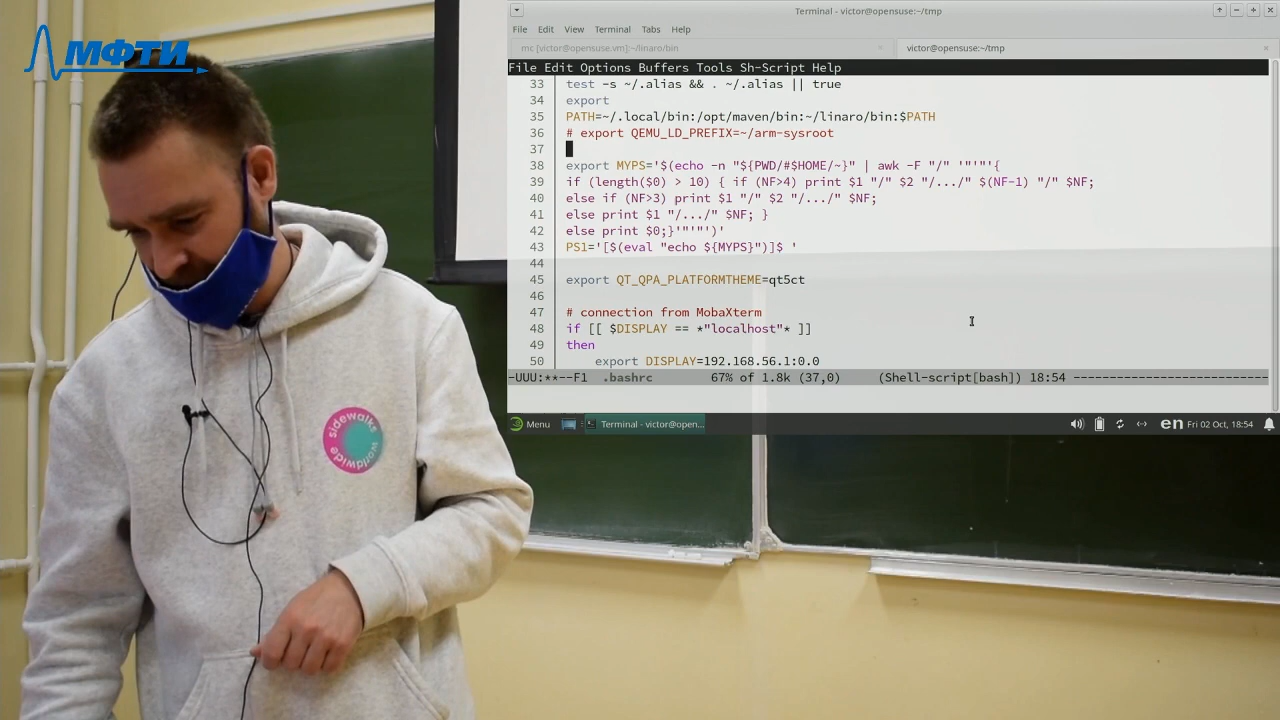 МФТИ
sidewalks
worldwide
Terminal - victor@opensuse:~/tmp
File Edit View Terminal Tabs Help
mc [victor@opensuse.vm]:~/linaro/bin
victor@opensuse:~/tmp
File Edit Options Buffers Tools Sh-Script Help
33 test -s ~/.alias && . ~/.alias || true
34 export
35 PATH=~/.local/bin:/opt/maven/bin:~/linaro/bin:$PATH
36 # export QEMU_LD_PREFIX=~/arm-sysroot
37
38 export MYPS='$(echo -n "${PWD/#$HOME/~}" | awk -F "/" '"'"'{
39 if (length($0) > 10) { if (NF>4) print $1 "/" $2 "/.../" $(NF-1) "/" $NF;
40 else if (NF>3) print $1 "/" $2 "/.../" $NF;
41 else print $1 "/.../" $NF; }
42 else print $0;}'"'"')'
43 PS1='[$(eval "echo ${MYPS}")]$ '
44
45 export QT_QPA_PLATFORMTHEME=qt5ct
46
47 # connection from MobaXterm
48 if [[ $DISPLAY == *"localhost"* ]]
49 then
50 export DISPLAY=192.168.56.1:0.0
-UUU:**--F1 .bashrc 67% of 1.8k (37,0) (Shell-script[bash]) 18:54 ---------------------------
Menu
Terminal - victor@open...
en Fri 02 Oct, 18:54